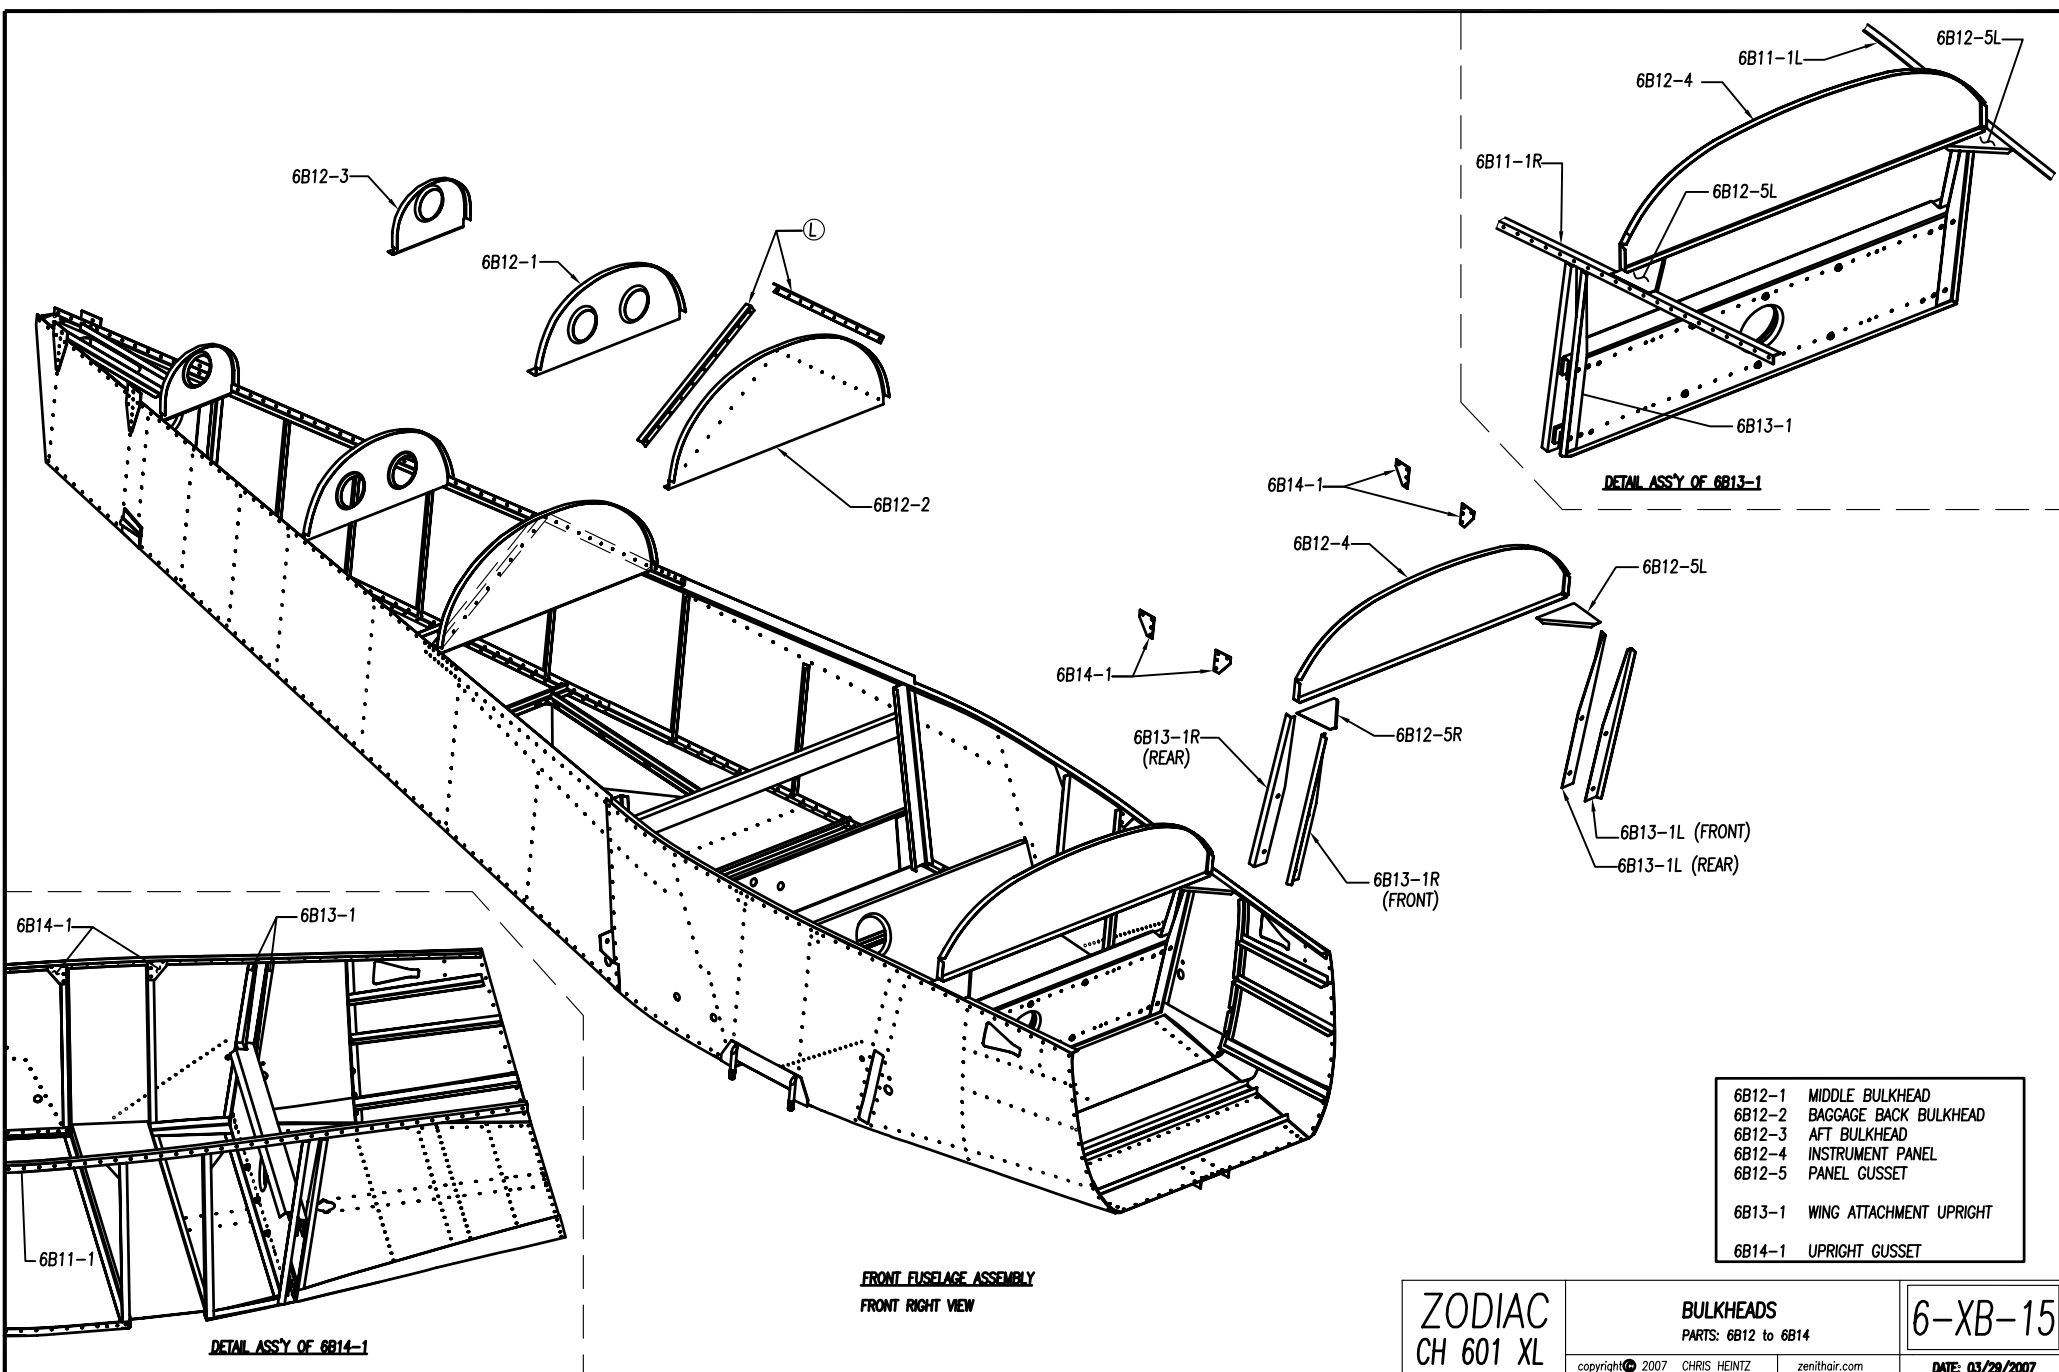 6B12-3
6B12-1
L
6B12-2
6B11-1L
6B12-5L
6B12-4
6B11-1R
6B12-5L
6B13-1
DETAIL ASS'Y OF 6B13-1
6B14-1
6B12-4
6B12-5L
6B14-1
6B12-5R
6B13-1R
(REAR)
6B13-1L (FRONT)
6B13-1L (REAR)
6B13-1R
(FRONT)
6B14-1
6B13-1
6B11-1
DETAIL ASS'Y OF 6B14-1
FRONT FUSELAGE ASSEMBLY
FRONT RIGHT VIEW
6B12-1 MIDDLE BULKHEAD
6B12-2 BAGGAGE BACK BULKHEAD
6B12-3 AFT BULKHEAD
6B12-4 INSTRUMENT PANEL
6B12-5 PANEL GUSSET
6B13-1 WING ATTACHMENT UPRIGHT
6B14-1 UPRIGHT GUSSET
ZODIAC
CH 601 XL
BULKHEADS
PARTS: 6B12 to 6B14
copyright© 2007 CHRIS HEINTZ
zenithair.com
6-XB-15
DATE: 03/29/2007